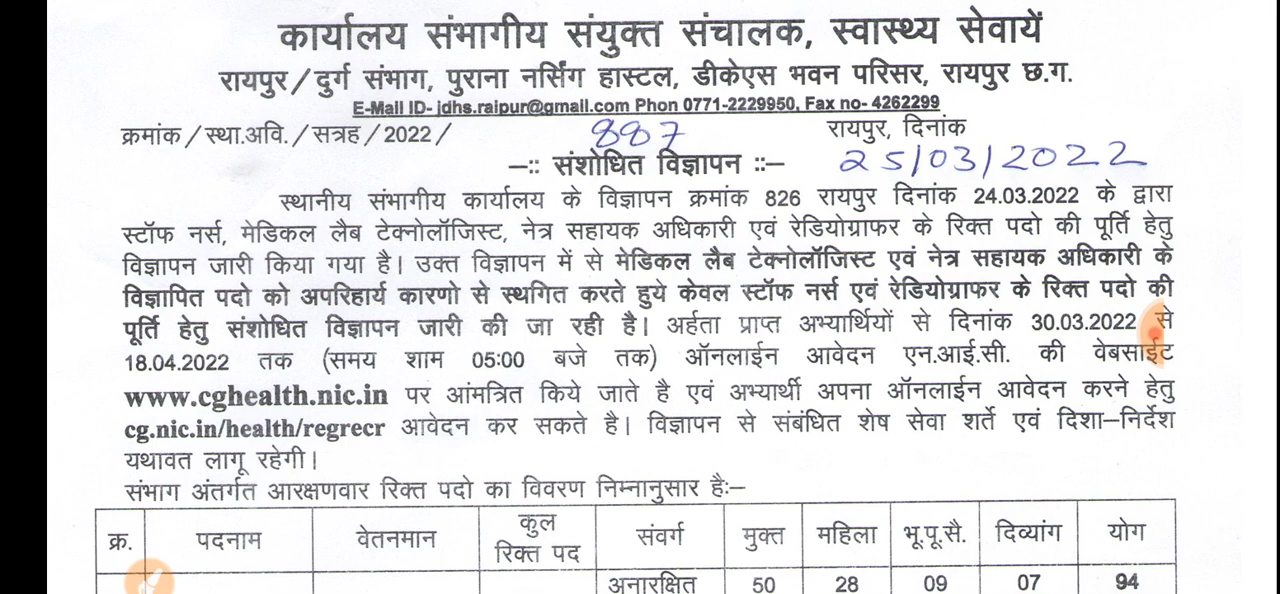 कार्यालय संभागीय संयुक्त संचालक, स्वास्थ्य सेवायें
रायपुर/दुर्ग संभाग, पुराना नर्सिंग हास्टल, डीकेएस भवन परिसर, रायपुर छ.ग.
E-Mail ID- jdhs.raipur@gmail.com Phon 0771-2229950, Fax no- 4262299
क्रमांक/स्था.अवि./सत्रह/2022/ 887 रायपुर, दिनांक
–:: संशोधित विज्ञापन ::– 25/03/2022
स्थानीय संभागीय कार्यालय के विज्ञापन क्रमांक 826 रायपुर दिनांक 24.03.2022 के द्वारा
स्टॉफ नर्स, मेडिकल लैब टेक्नोलॉजिस्ट, नेत्र सहायक अधिकारी एवं रेडियोग्राफर के रिक्त पदो की पूर्ति हेतु
विज्ञापन जारी किया गया है। उक्त विज्ञापन में से मेडिकल लैब टेक्नोलॉजिस्ट एवं नेत्र सहायक अधिकारी के
विज्ञापित पदो को अपरिहार्य कारणो से स्थगित करते हुये केवल स्टॉफ नर्स एवं रेडियोग्राफर के रिक्त पदो की
पूर्ति हेतु संशोधित विज्ञापन जारी की जा रही है। अर्हता प्राप्त अभ्यार्थियों से दिनांक 30.03.2022 से
18.04.2022 तक (समय शाम 05:00 बजे तक) ऑनलाईन आवेदन एन.आई.सी. की वेबसाईट
www.cghealth.nic.in पर आंमत्रित किये जाते है एवं अभ्यार्थी अपना ऑनलाईन आवेदन करने हेतु
cg.nic.in/health/regrecr आवेदन कर सकते है। विज्ञापन से संबंधित शेष सेवा शर्ते एवं दिशा–निर्देश
यथावत लागू रहेगी।
संभाग अंतर्गत आरक्षणवार रिक्त पदो का विवरण निम्नानुसार है:–
क्र. पदनाम वेतनमान कुल रिक्त पद संवर्ग मुक्त महिला भू.पू.सै. दिव्यांग योग
अनारक्षित 50 28 09 07 94